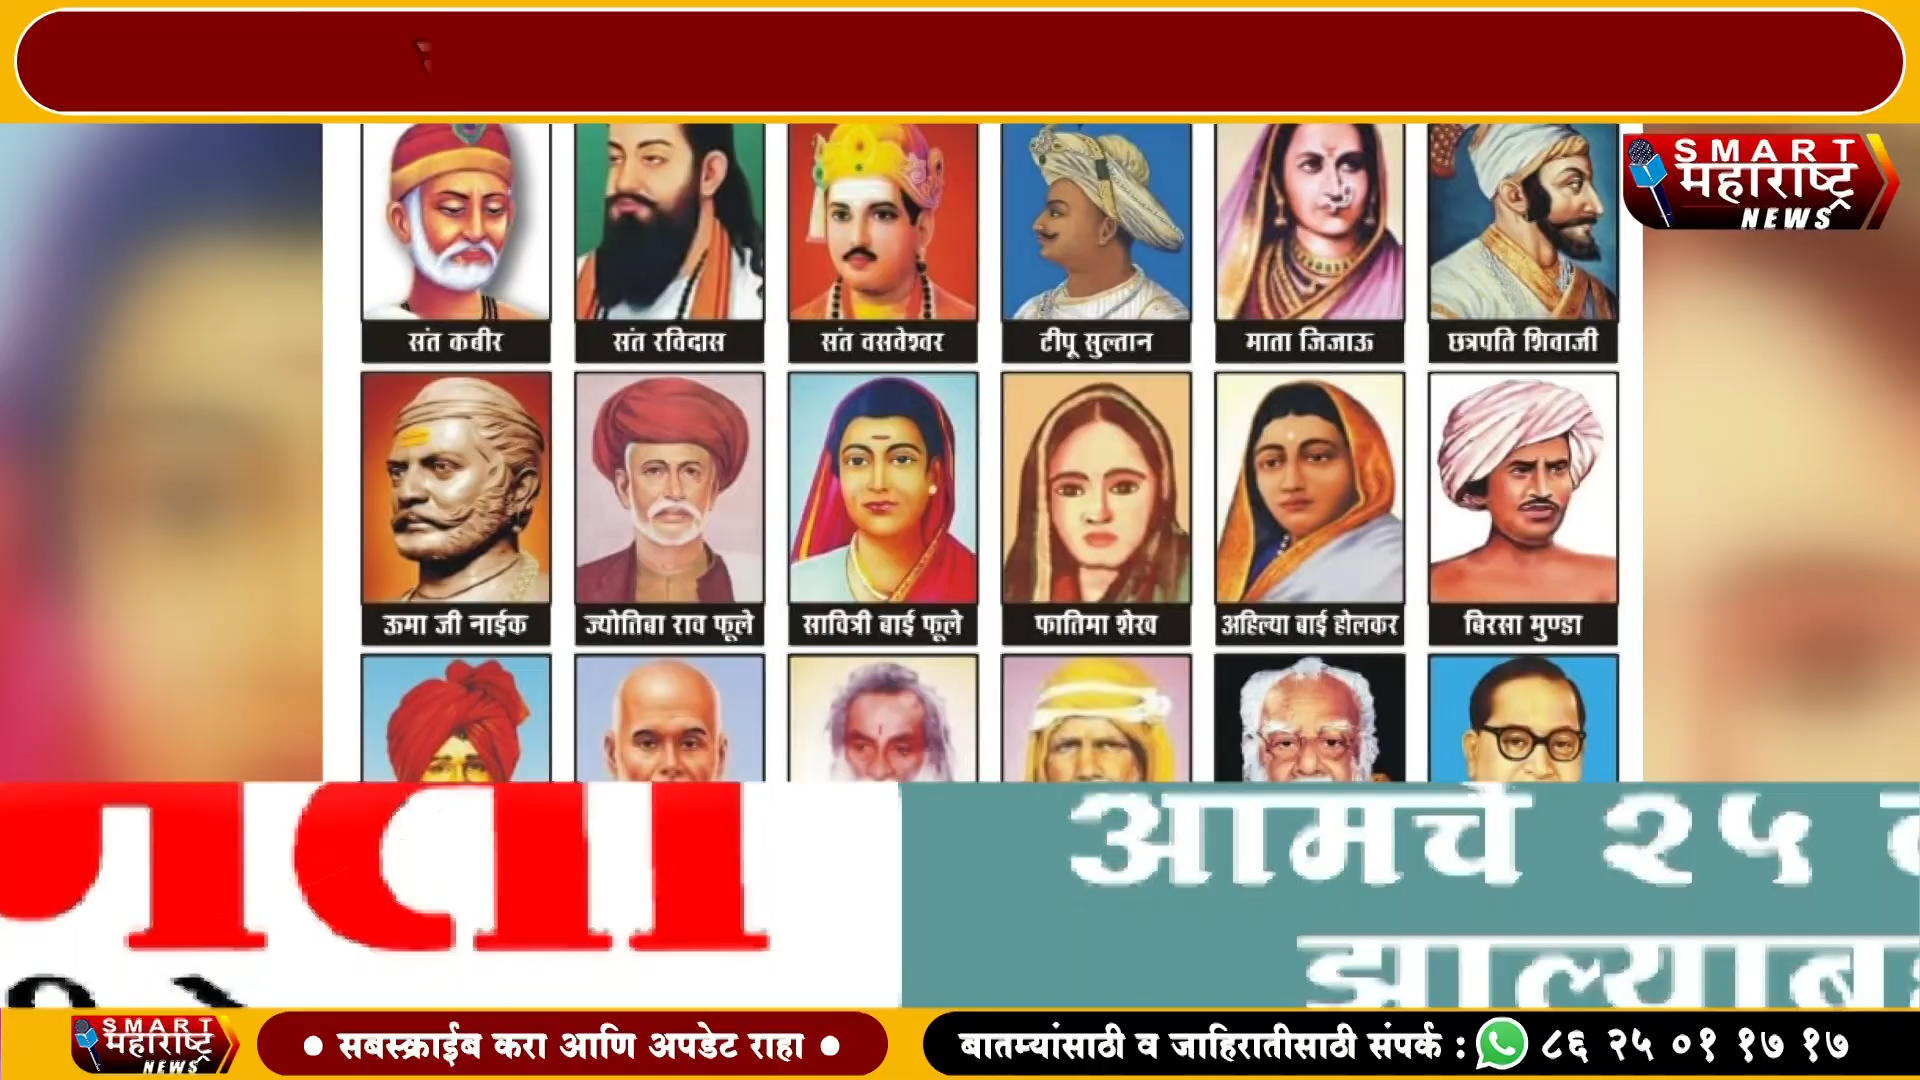 SMART
महाराष्ट्र
NEWS
संत कबीर
संत रविदास
संत वसवेश्वर
टीपू सुल्तान
माता जिजाऊ
छत्रपति शिवाजी
ऊमा जी नाईक
ज्योतिबा राव फूले
सावित्री बाई फूले
फातिमा शेख
अहिल्या बाई होलकर
बिरसा मुण्डा
आमचे २५
झाल्याब
SMART
महाराष्ट्र
NEWS
• सबस्क्राईब करा आणि अपडेट राहा •
बातम्यांसाठी व जाहिरातीसाठी संपर्क : ८६ २५ ०१ १७ १७